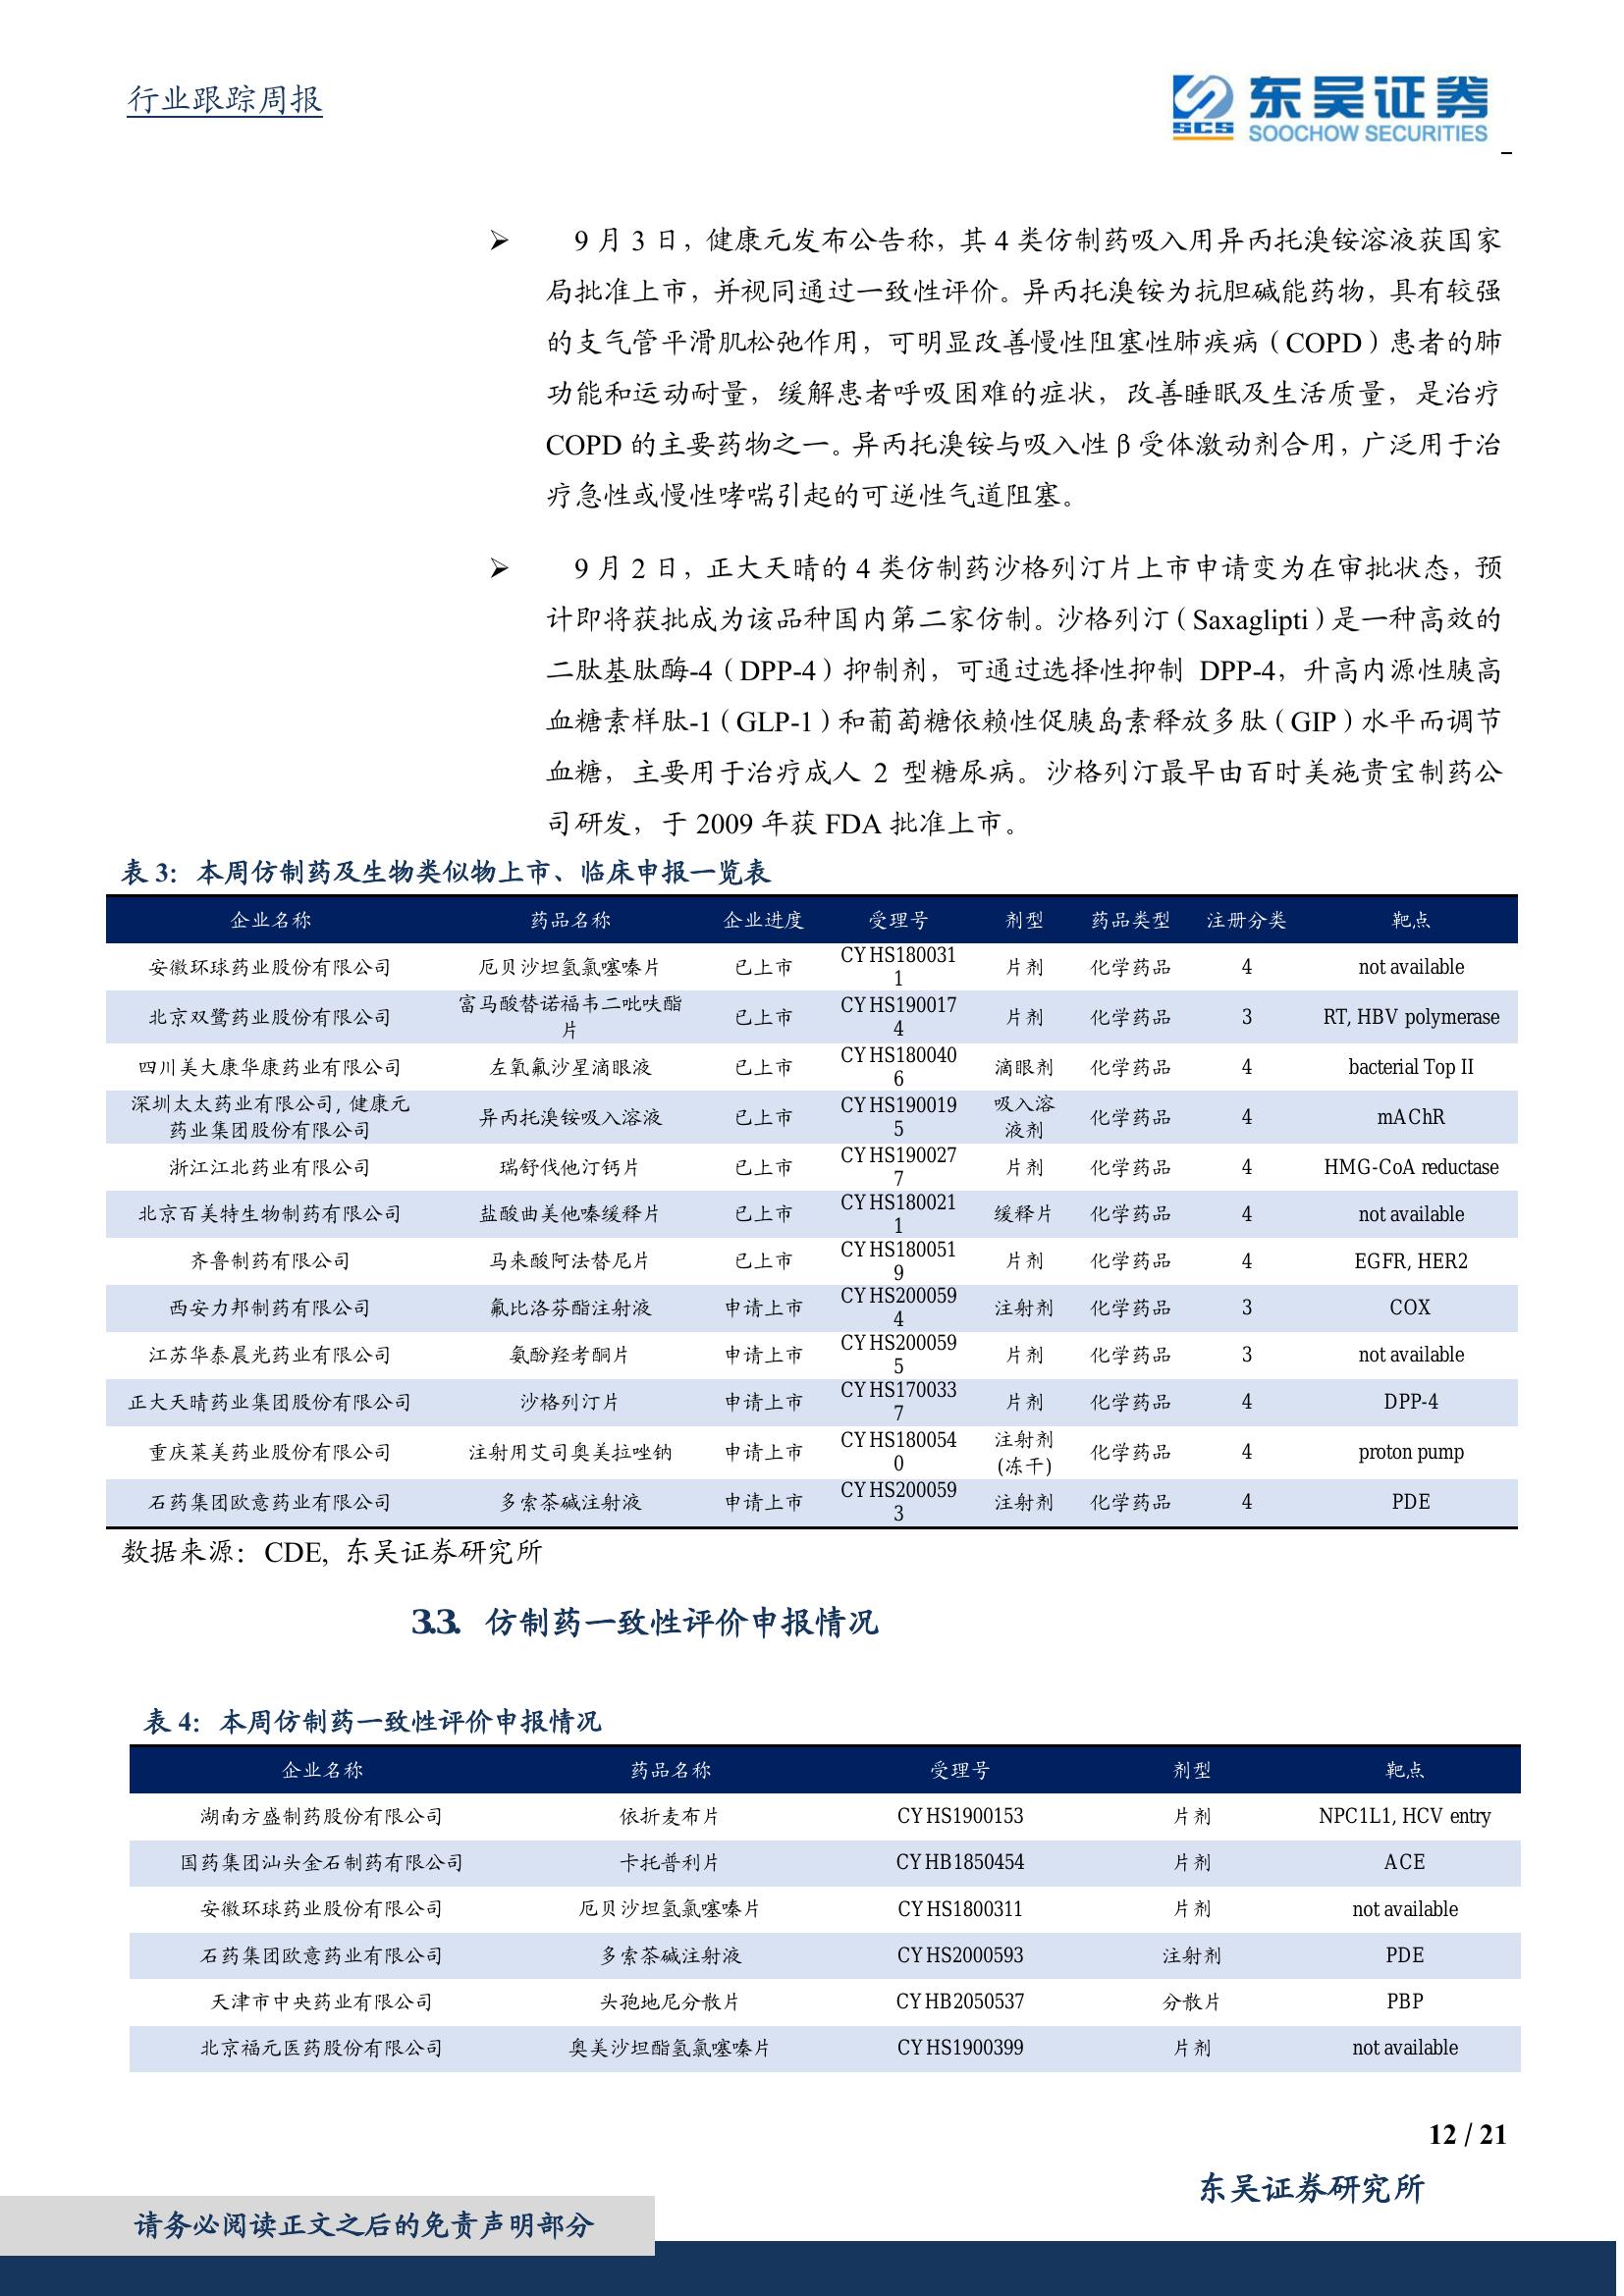 行业跟踪周报
东吴证券
SCS
SOOCHOW SECURITIES
➢ 9 月 3 日，健康元发布公告称，其 4 类仿制药吸入用异丙托溴铵溶液获国家
局批准上市，并视同通过一致性评价。异丙托溴铵为抗胆碱能药物，具有较强
的支气管平滑肌松弛作用，可明显改善慢性阻塞性肺疾病（COPD）患者的肺
功能和运动耐量，缓解患者呼吸困难的症状，改善睡眠及生活质量，是治疗
COPD 的主要药物之一。异丙托溴铵与吸入性 β 受体激动剂合用，广泛用于治
疗急性或慢性哮喘引起的可逆性气道阻塞。
➢ 9 月 2 日，正大天晴的 4 类仿制药沙格列汀片上市申请变为在审批状态，预
计即将获批成为该品种国内第二家仿制。沙格列汀（Saxaglipti）是一种高效的
二肽基肽酶-4（DPP-4）抑制剂，可通过选择性抑制 DPP-4，升高内源性胰高
血糖素样肽-1（GLP-1）和葡萄糖依赖性促胰岛素释放多肽（GIP）水平而调节
血糖，主要用于治疗成人 2 型糖尿病。沙格列汀最早由百时美施贵宝制药公
司研发，于 2009 年获 FDA 批准上市。
表 3：本周仿制药及生物类似物上市、临床申报一览表
企业名称 药品名称 企业进度 受理号 剂型 药品类型 注册分类 靶点
安徽环球药业股份有限公司 厄贝沙坦氢氯噻嗪片 已上市 CYHS1800311 片剂 化学药品 4 not available
北京双鹭药业股份有限公司 富马酸替诺福韦二吡呋酯片 已上市 CYHS1900174 片剂 化学药品 3 RT, HBV polymerase
四川美大康华康药业有限公司 左氧氟沙星滴眼液 已上市 CYHS1800406 滴眼剂 化学药品 4 bacterial Top II
深圳太太药业有限公司, 健康元药业集团股份有限公司 异丙托溴铵吸入溶液 已上市 CYHS1900195 吸入溶液剂 化学药品 4 mAChR
浙江江北药业有限公司 瑞舒伐他汀钙片 已上市 CYHS1900277 片剂 化学药品 4 HMG-CoA reductase
北京百美特生物制药有限公司 盐酸曲美他嗪缓释片 已上市 CYHS1800211 缓释片 化学药品 4 not available
齐鲁制药有限公司 马来酸阿法替尼片 已上市 CYHS1800519 片剂 化学药品 4 EGFR, HER2
西安力邦制药有限公司 氟比洛芬酯注射液 申请上市 CYHS2000594 注射剂 化学药品 3 COX
江苏华泰晨光药业有限公司 氨酚羟考酮片 申请上市 CYHS2000595 片剂 化学药品 3 not available
正大天晴药业集团股份有限公司 沙格列汀片 申请上市 CYHS1700337 片剂 化学药品 4 DPP-4
重庆莱美药业股份有限公司 注射用艾司奥美拉唑钠 申请上市 CYHS1800540 注射剂(冻干) 化学药品 4 proton pump
石药集团欧意药业有限公司 多索茶碱注射液 申请上市 CYHS2000593 注射剂 化学药品 4 PDE
数据来源：CDE, 东吴证券研究所
3.3. 仿制药一致性评价申报情况
表 4：本周仿制药一致性评价申报情况
企业名称 药品名称 受理号 剂型 靶点
湖南方盛制药股份有限公司 依折麦布片 CYHS1900153 片剂 NPC1L1, HCV entry
国药集团汕头金石制药有限公司 卡托普利片 CYHB1850454 片剂 ACE
安徽环球药业股份有限公司 厄贝沙坦氢氯噻嗪片 CYHS1800311 片剂 not available
石药集团欧意药业有限公司 多索茶碱注射液 CYHS2000593 注射剂 PDE
天津市中央药业有限公司 头孢地尼分散片 CYHB2050537 分散片 PBP
北京福元医药股份有限公司 奥美沙坦酯氢氯噻嗪片 CYHS1900399 片剂 not available
12 / 21
东吴证券研究所
请务必阅读正文之后的免责声明部分